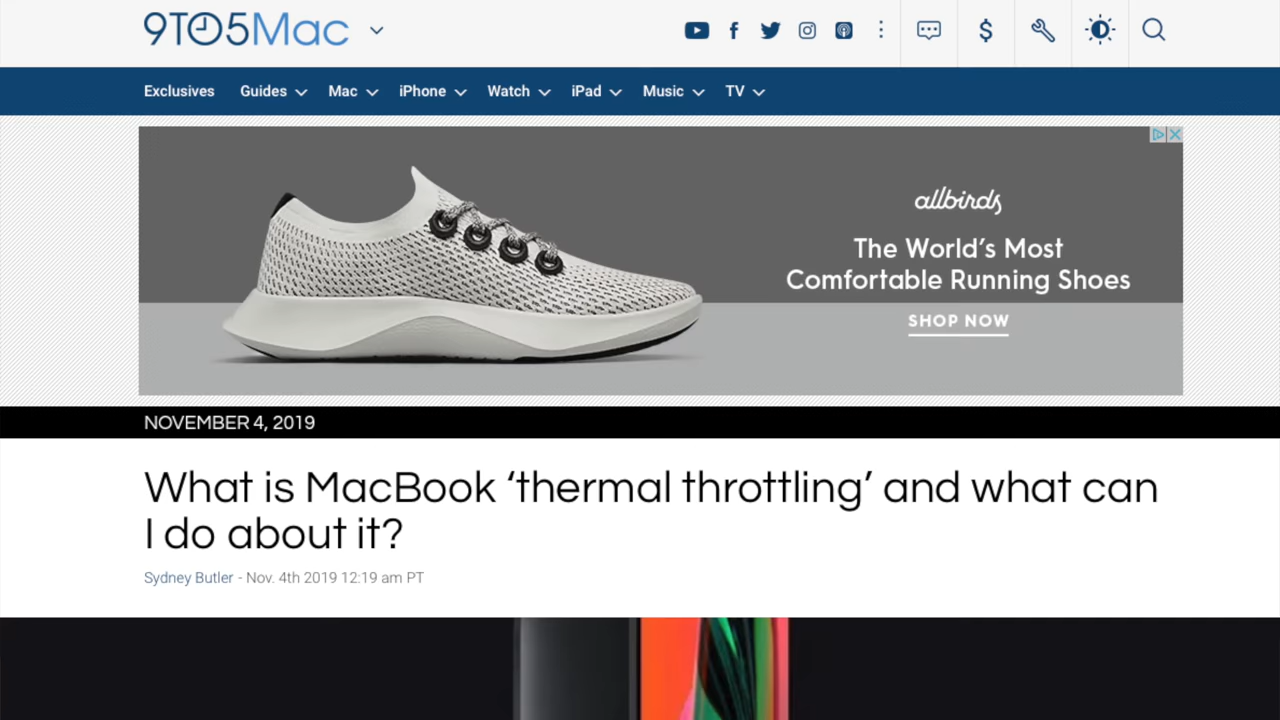 9TO5Mac
Exclusives Guides Mac iPhone Watch iPad Music TV
allbirds
The World's Most
Comfortable Running Shoes
SHOP NOW
NOVEMBER 4, 2019
What is MacBook ‘thermal throttling’ and what can
I do about it?
Sydney Butler - Nov. 4th 2019 12:19 am PT